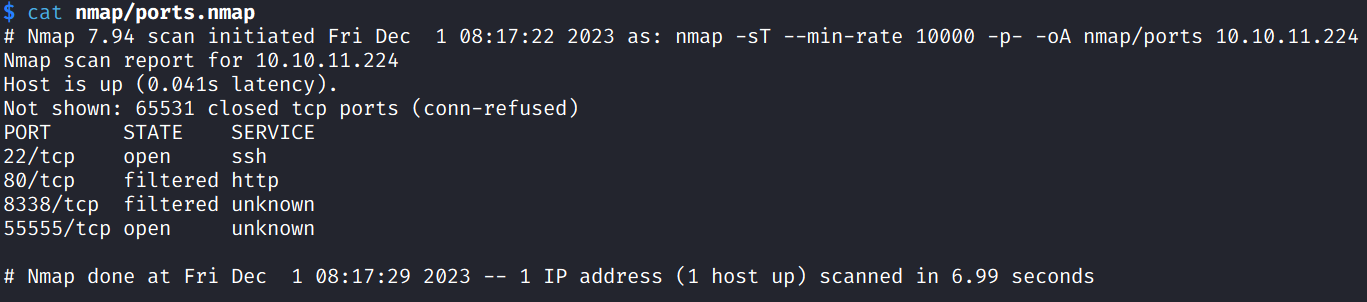 $ cat nmap/ports.nmap
# Nmap 7.94 scan initiated Fri Dec  1 08:17:22 2023 as: nmap -sT --min-rate 10000 -p- -oA nmap/ports 10.10.11.224
Nmap scan report for 10.10.11.224
Host is up (0.041s latency).
Not shown: 65531 closed tcp ports (conn-refused)
PORT      STATE    SERVICE
22/tcp    open     ssh
80/tcp    filtered http
8338/tcp  filtered unknown
55555/tcp open     unknown
# Nmap done at Fri Dec  1 08:17:29 2023 -- 1 IP address (1 host up) scanned in 6.99 seconds